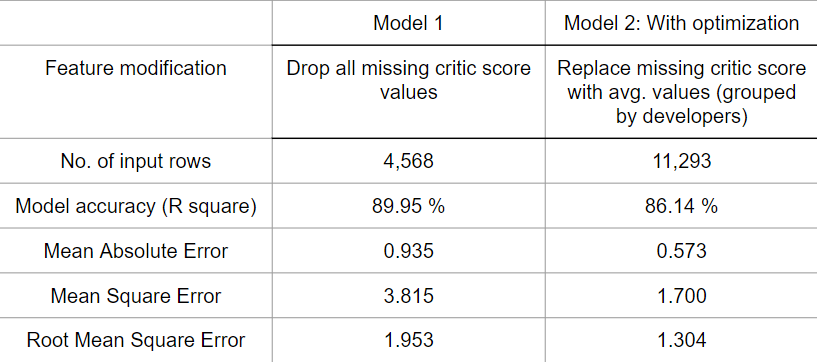 Model 1 Model 2: With optimization
Feature modification Drop all missing critic score values Replace missing critic score with avg. values (grouped by developers)
No. of input rows 4,568 11,293
Model accuracy (R square) 89.95 % 86.14 %
Mean Absolute Error 0.935 0.573
Mean Square Error 3.815 1.700
Root Mean Square Error 1.953 1.304